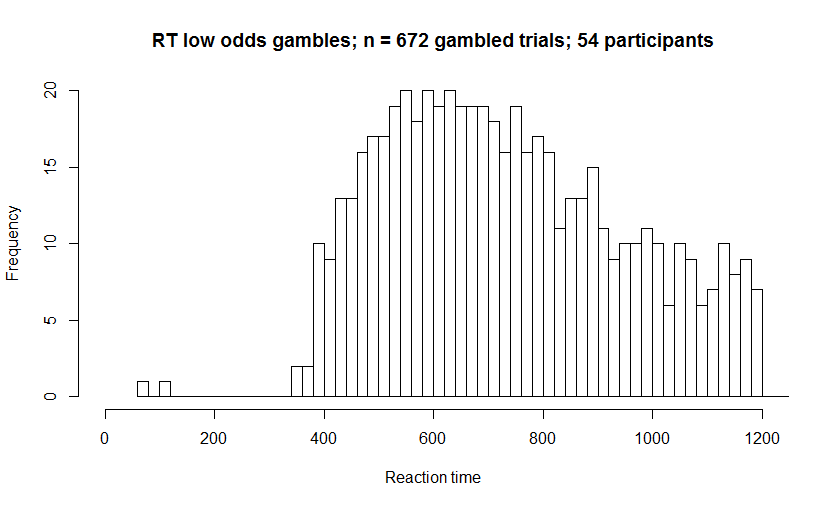 RT low odds gambles; n = 672 gambled trials; 54 participants
Frequency
20
15
10
5
0
0 200 400 600 800 1000 1200
Reaction time